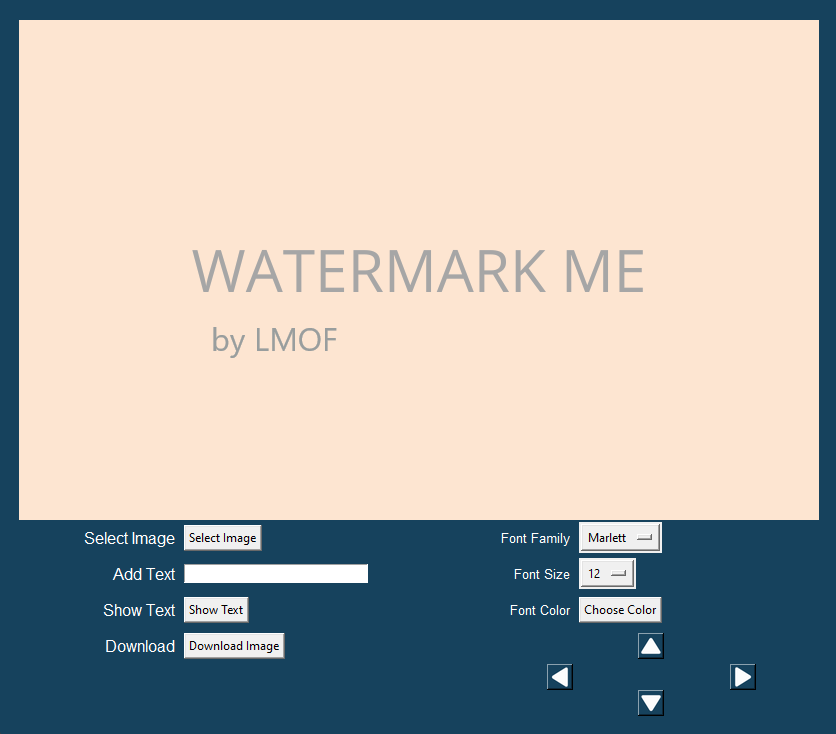 WATERMARK ME
by LMOF
Select Image Select Image
Add Text
Show Text Show Text
Download Download Image
Font Family Marlett
Font Size 12
Font Color Choose Color